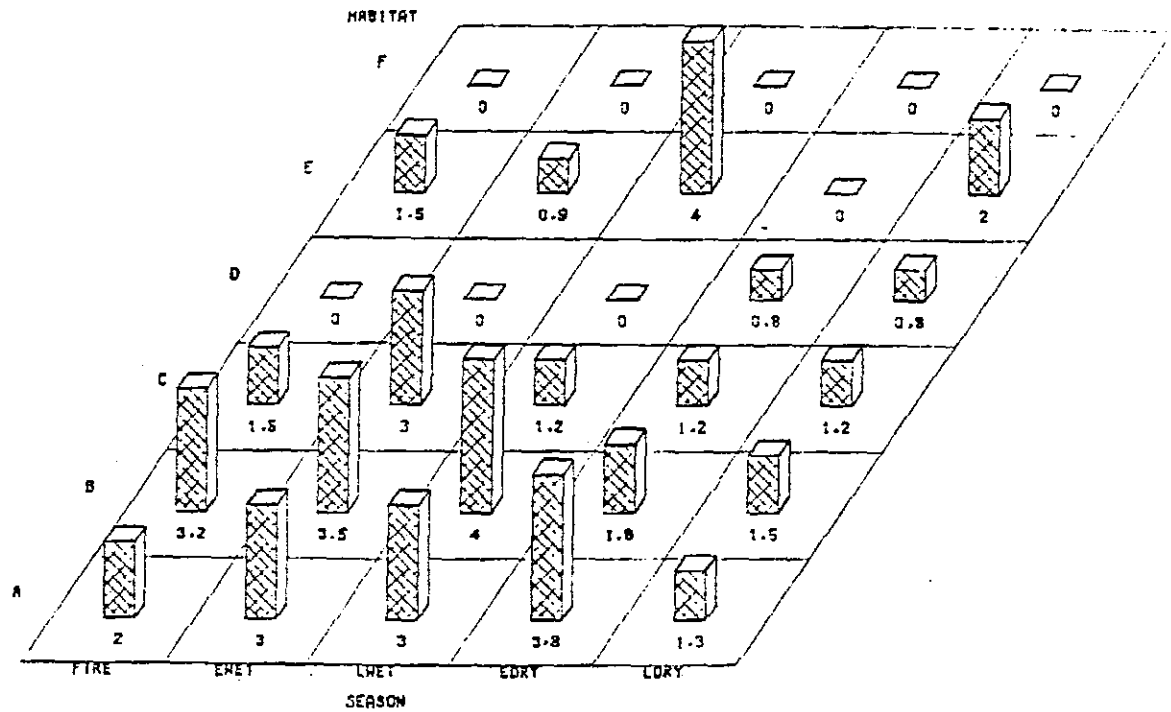 HABITAT
F
0 0 0 0 0
E
1.5 0.9 4 0 2
D
0 0 0 0.8 0.8
C
1.5 3 1.2 1.2 1.2
B
3.2 3.5 4 1.8 1.5
A
2 3 3 3.8 1.3
FIRE EWET LWET EDRY LDRY
SEASON